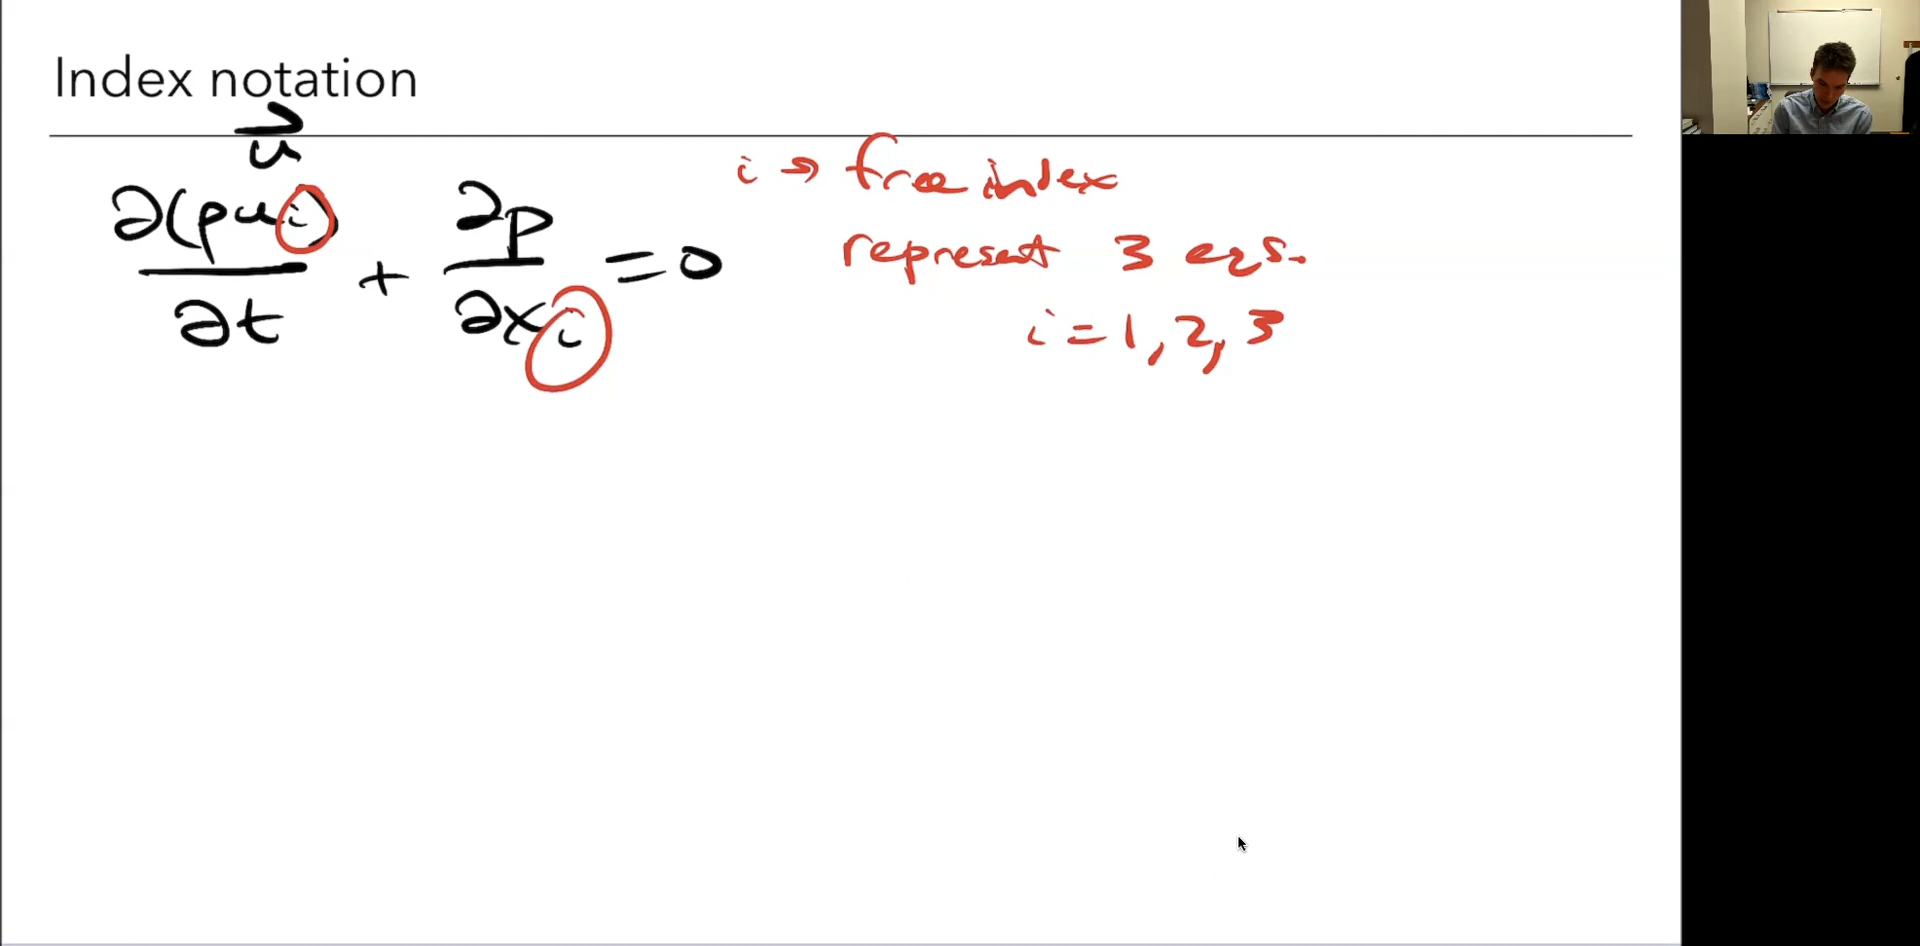 Index notation
u⃗
∂(ρuᵢ)/∂t + ∂p/∂xᵢ = 0
i → free index
represent 3 eqs.
i = 1, 2, 3